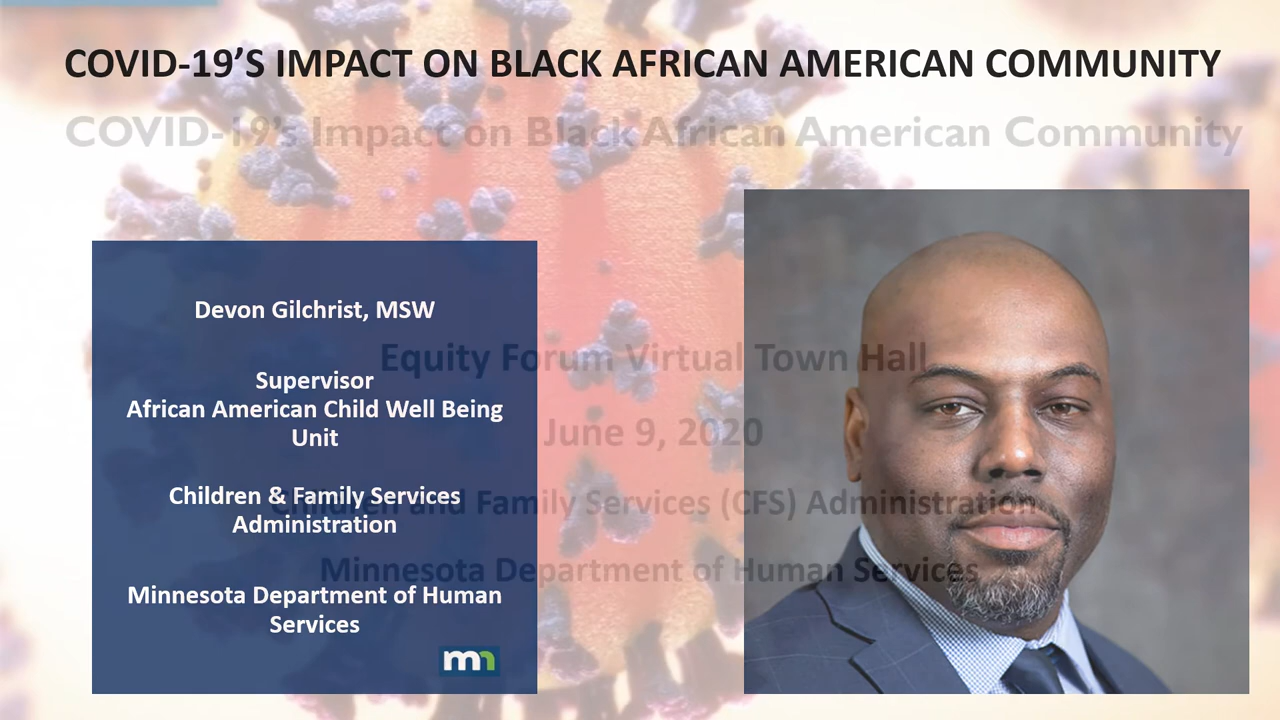 COVID-19’S IMPACT ON BLACK AFRICAN AMERICAN COMMUNITY
COVID-19’s Impact on Black African American Community
Devon Gilchrist, MSW
Supervisor
African American Child Well Being
Unit
Children & Family Services
Administration
Minnesota Department of Human
Services
mn
Equity Forum Virtual Town Hall
June 9, 2020
Children and Family Services (CFS) Administration
Minnesota Department of Human Services